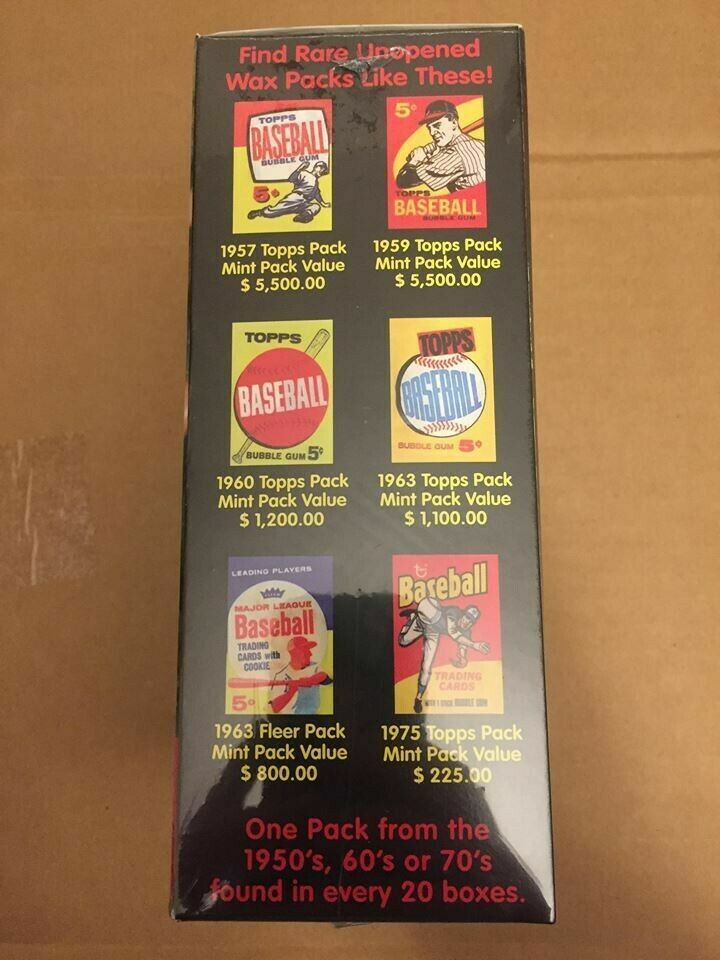 Find Rare Unopened
Wax Packs Like These!
TOPPS
BASEBALL
BUBBLE GUM
5¢
5¢
TOPPS
BASEBALL
BUBBLE GUM
1957 Topps Pack
Mint Pack Value
$ 5,500.00
1959 Topps Pack
Mint Pack Value
$ 5,500.00
TOPPS
BASEBALL
BUBBLE GUM 5¢
TOPPS
BASEBALL
BUBBLE GUM 5¢
1960 Topps Pack
Mint Pack Value
$ 1,200.00
1963 Topps Pack
Mint Pack Value
$ 1,100.00
LEADING PLAYERS
FLEER
MAJOR LEAGUE
Baseball
TRADING
CARDS with
COOKIE
5¢
t
Baseball
TRADING
CARDS
BUBBLE GUM
1963 Fleer Pack
Mint Pack Value
$ 800.00
1975 Topps Pack
Mint Pack Value
$ 225.00
One Pack from the
1950's, 60's or 70's
found in every 20 boxes.